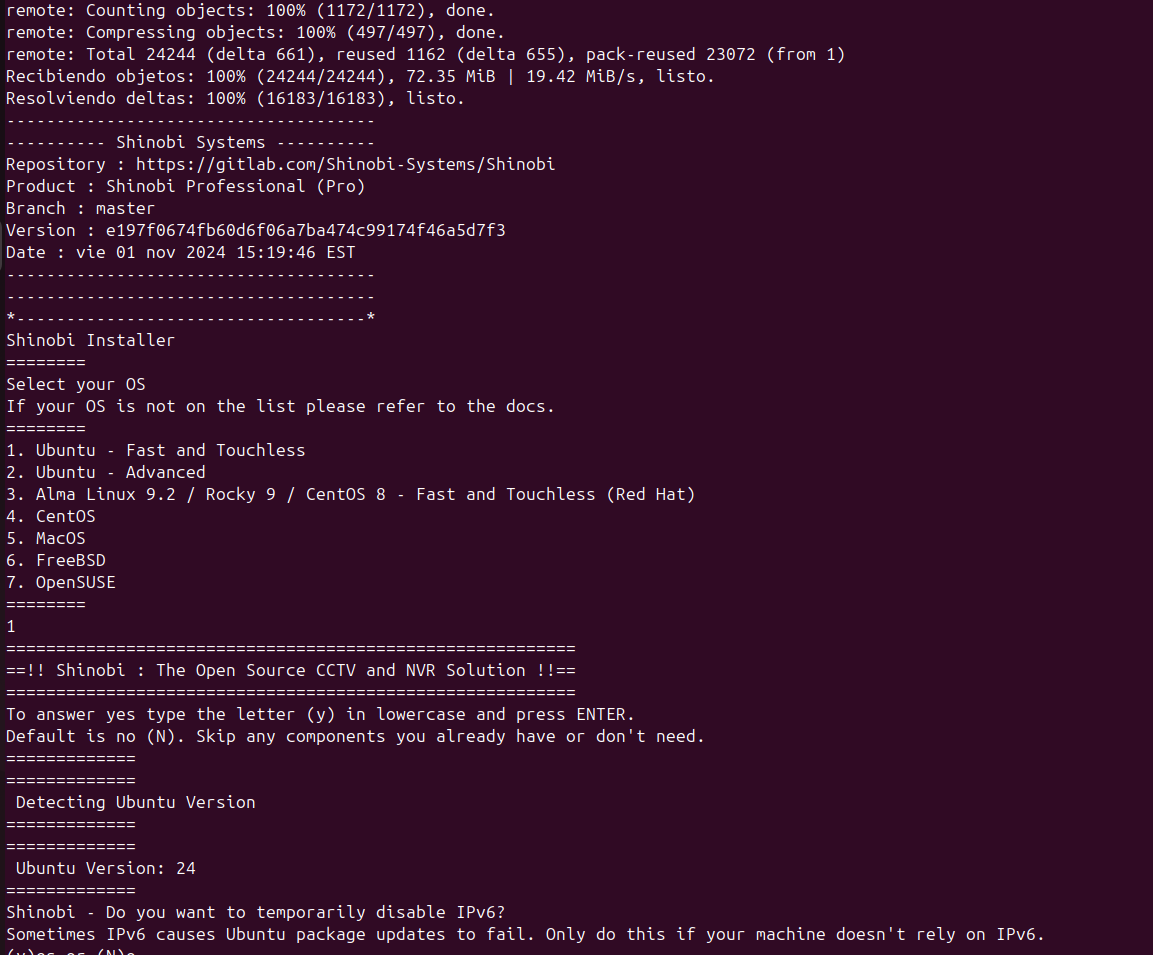 remote: Counting objects: 100% (1172/1172), done.
remote: Compressing objects: 100% (497/497), done.
remote: Total 24244 (delta 661), reused 1162 (delta 655), pack-reused 23072 (from 1)
Recibiendo objetos: 100% (24244/24244), 72.35 MiB | 19.42 MiB/s, listo.
Resolviendo deltas: 100% (16183/16183), listo.
-------------------------------------
---------- Shinobi Systems ----------
Repository : https://gitlab.com/Shinobi-Systems/Shinobi
Product : Shinobi Professional (Pro)
Branch : master
Version : e197f0674fb60d6f06a7ba474c99174f46a5d7f3
Date : vie 01 nov 2024 15:19:46 EST
-------------------------------------
-------------------------------------
*-----------------------------------*
Shinobi Installer
========
Select your OS
If your OS is not on the list please refer to the docs.
========
1. Ubuntu - Fast and Touchless
2. Ubuntu - Advanced
3. Alma Linux 9.2 / Rocky 9 / CentOS 8 - Fast and Touchless (Red Hat)
4. CentOS
5. MacOS
6. FreeBSD
7. OpenSUSE
========
1
=========================================================
==!! Shinobi : The Open Source CCTV and NVR Solution !!==
=========================================================
To answer yes type the letter (y) in lowercase and press ENTER.
Default is no (N). Skip any components you already have or don't need.
=============
=============
 Detecting Ubuntu Version
=============
=============
 Ubuntu Version: 24
=============
Shinobi - Do you want to temporarily disable IPv6?
Sometimes IPv6 causes Ubuntu package updates to fail. Only do this if your machine doesn't rely on IPv6.
(y)es or (N)o